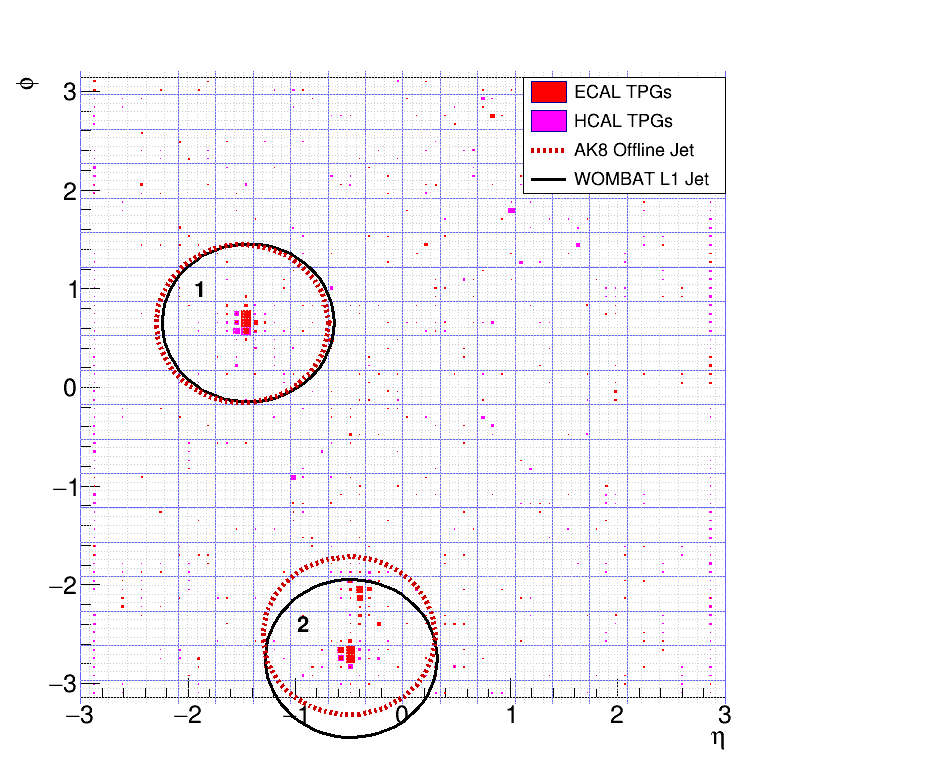 ϕ
3
2
1
0
−1
−2
−3
ECAL TPGs
HCAL TPGs
AK8 Offline Jet
WOMBAT L1 Jet
1
2
−3 −2 −1 0 1 2 3
η